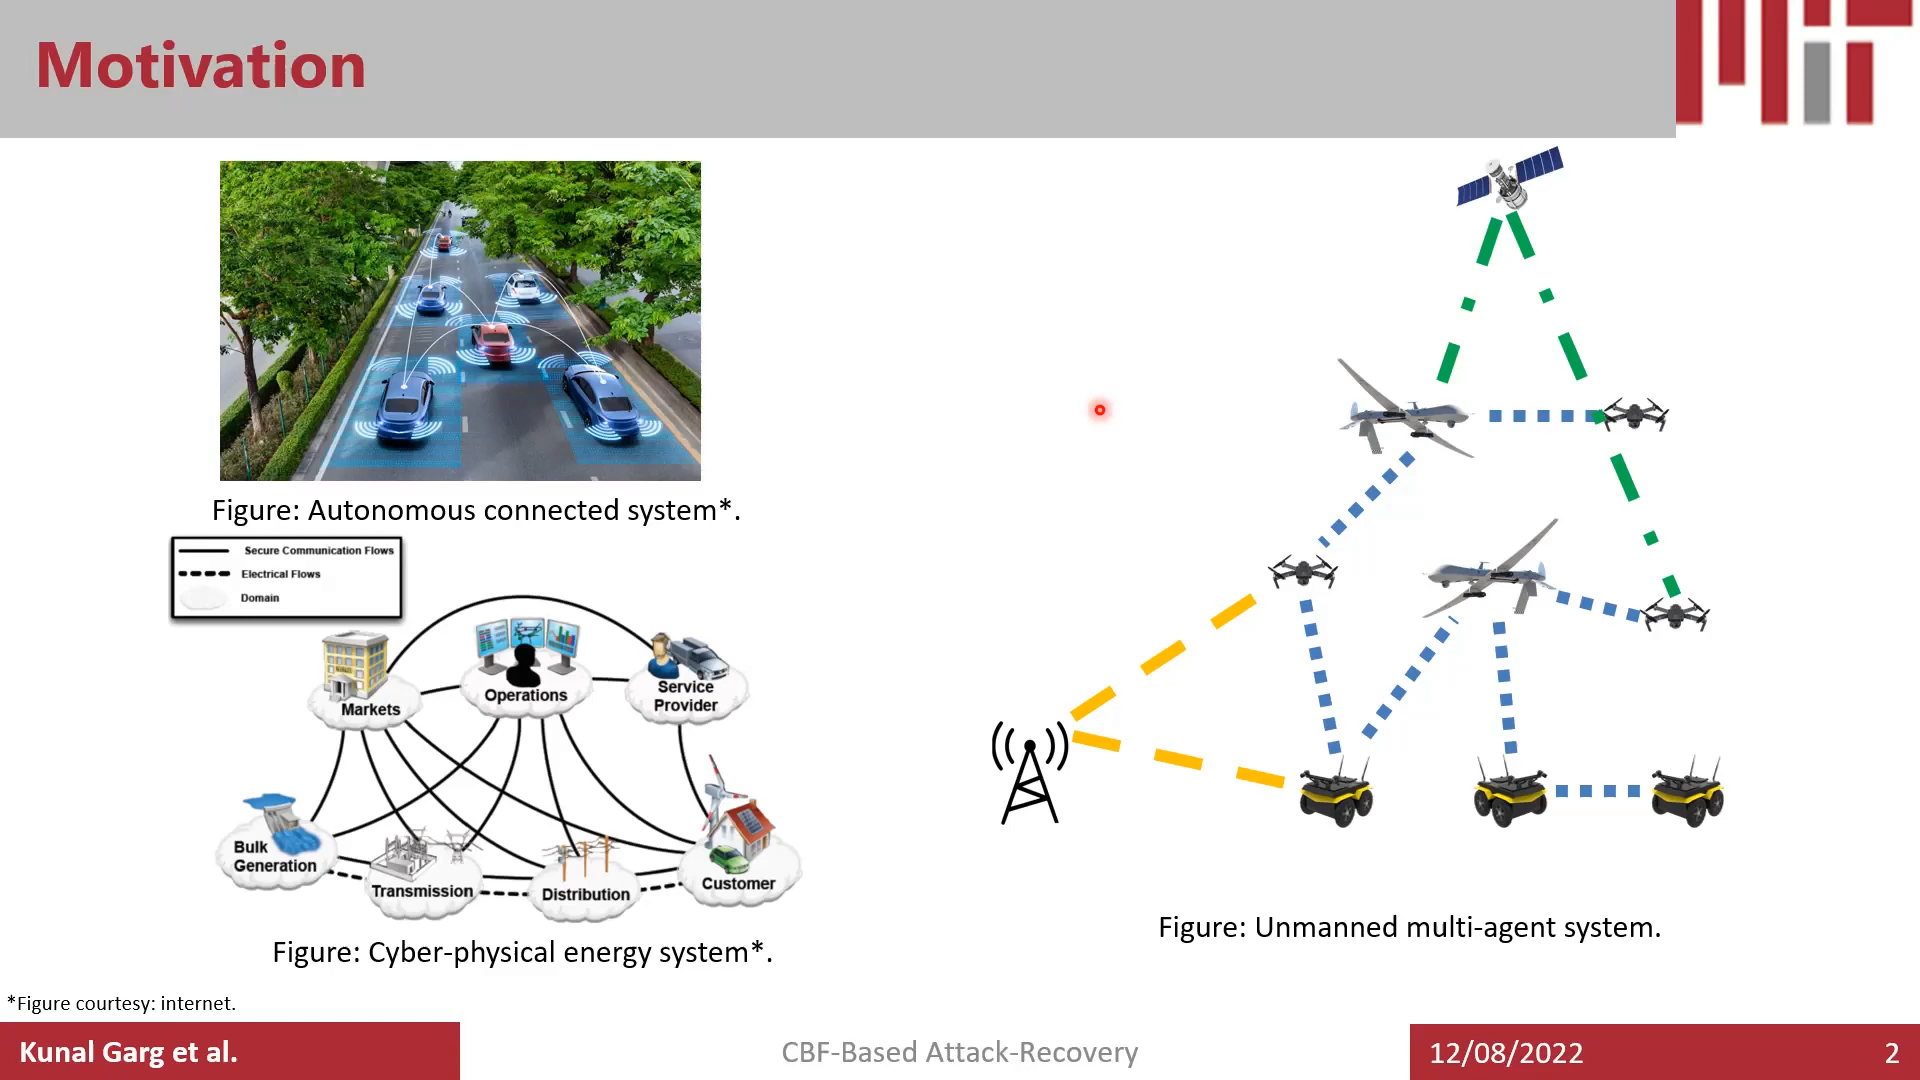 Motivation
Figure: Autonomous connected system*.
Secure Communication Flows
Electrical Flows
Domain
Markets
Operations
Service
Provider
Bulk
Generation
Transmission
Distribution
Customer
Figure: Cyber-physical energy system*.
Figure: Unmanned multi-agent system.
*Figure courtesy: internet.
Kunal Garg et al.
CBF-Based Attack-Recovery
12/08/2022
2